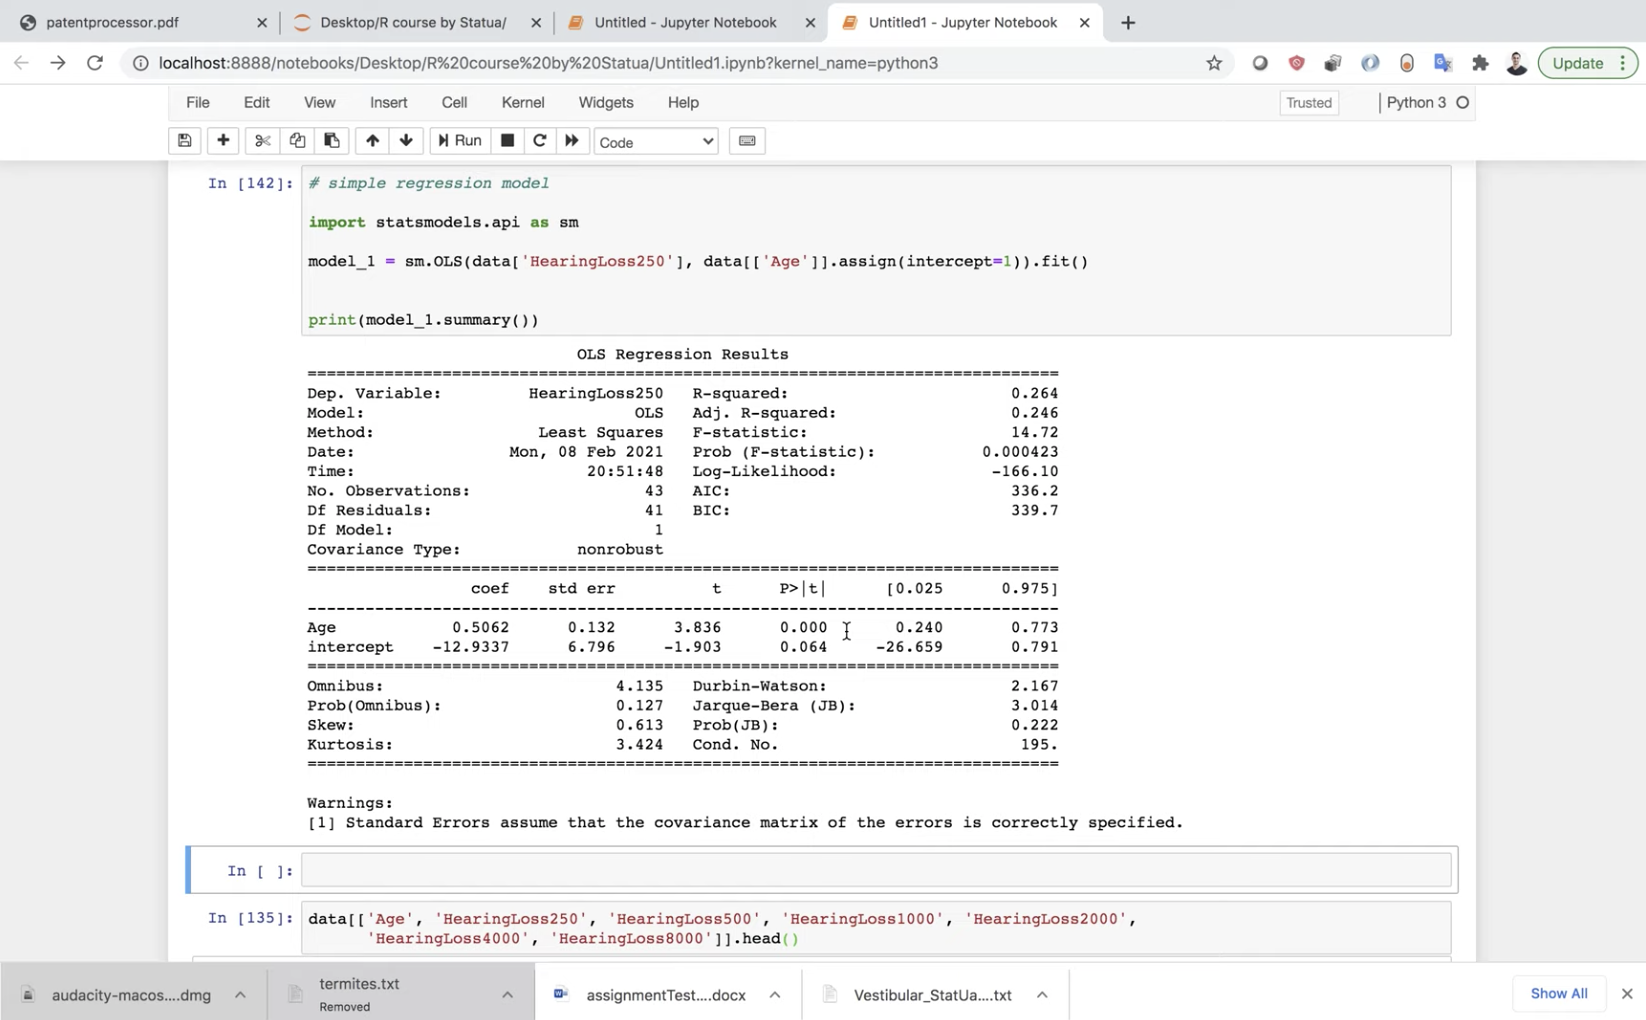 patentprocessor.pdf
Desktop/R course by Statua/
Untitled - Jupyter Notebook
Untitled1 - Jupyter Notebook
localhost:8888/notebooks/Desktop/R%20course%20by%20Statua/Untitled1.ipynb?kernel_name=python3
Update
File Edit View Insert Cell Kernel Widgets Help
Trusted
Python 3
Run
Code
In [142]:
# simple regression model
import statsmodels.api as sm
model_1 = sm.OLS(data['HearingLoss250'], data[['Age']].assign(intercept=1)).fit()
print(model_1.summary())
OLS Regression Results
==============================================================================
Dep. Variable: HearingLoss250 R-squared: 0.264
Model: OLS Adj. R-squared: 0.246
Method: Least Squares F-statistic: 14.72
Date: Mon, 08 Feb 2021 Prob (F-statistic): 0.000423
Time: 20:51:48 Log-Likelihood: -166.10
No. Observations: 43 AIC: 336.2
Df Residuals: 41 BIC: 339.7
Df Model: 1
Covariance Type: nonrobust
==============================================================================
coef std err t P>|t| [0.025 0.975]
------------------------------------------------------------------------------
Age 0.5062 0.132 3.836 0.000 0.240 0.773
intercept -12.9337 6.796 -1.903 0.064 -26.659 0.791
==============================================================================
Omnibus: 4.135 Durbin-Watson: 2.167
Prob(Omnibus): 0.127 Jarque-Bera (JB): 3.014
Skew: 0.613 Prob(JB): 0.222
Kurtosis: 3.424 Cond. No. 195.
==============================================================================
Warnings:
[1] Standard Errors assume that the covariance matrix of the errors is correctly specified.
In [ ]:
In [135]:
data[['Age', 'HearingLoss250', 'HearingLoss500', 'HearingLoss1000', 'HearingLoss2000',
'HearingLoss4000', 'HearingLoss8000']].head()
audacity-macos....dmg
termites.txt
Removed
assignmentTest....docx
Vestibular_StatUa....txt
Show All